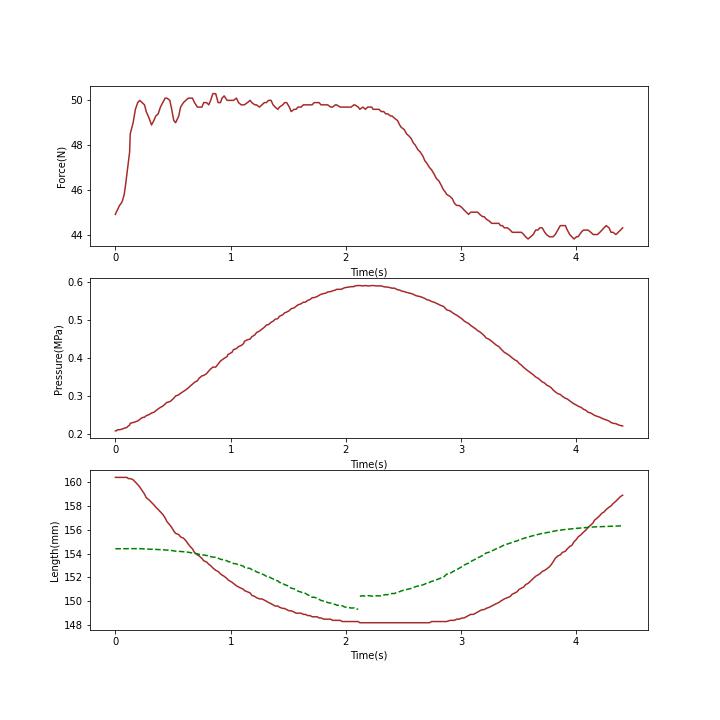 Force(N)
50
48
46
44
0 1 2 3 4
Time(s)
Pressure(MPa)
0.6
0.5
0.4
0.3
0.2
0 1 2 3 4
Time(s)
Length(mm)
160
158
156
154
152
150
148
0 1 2 3 4
Time(s)